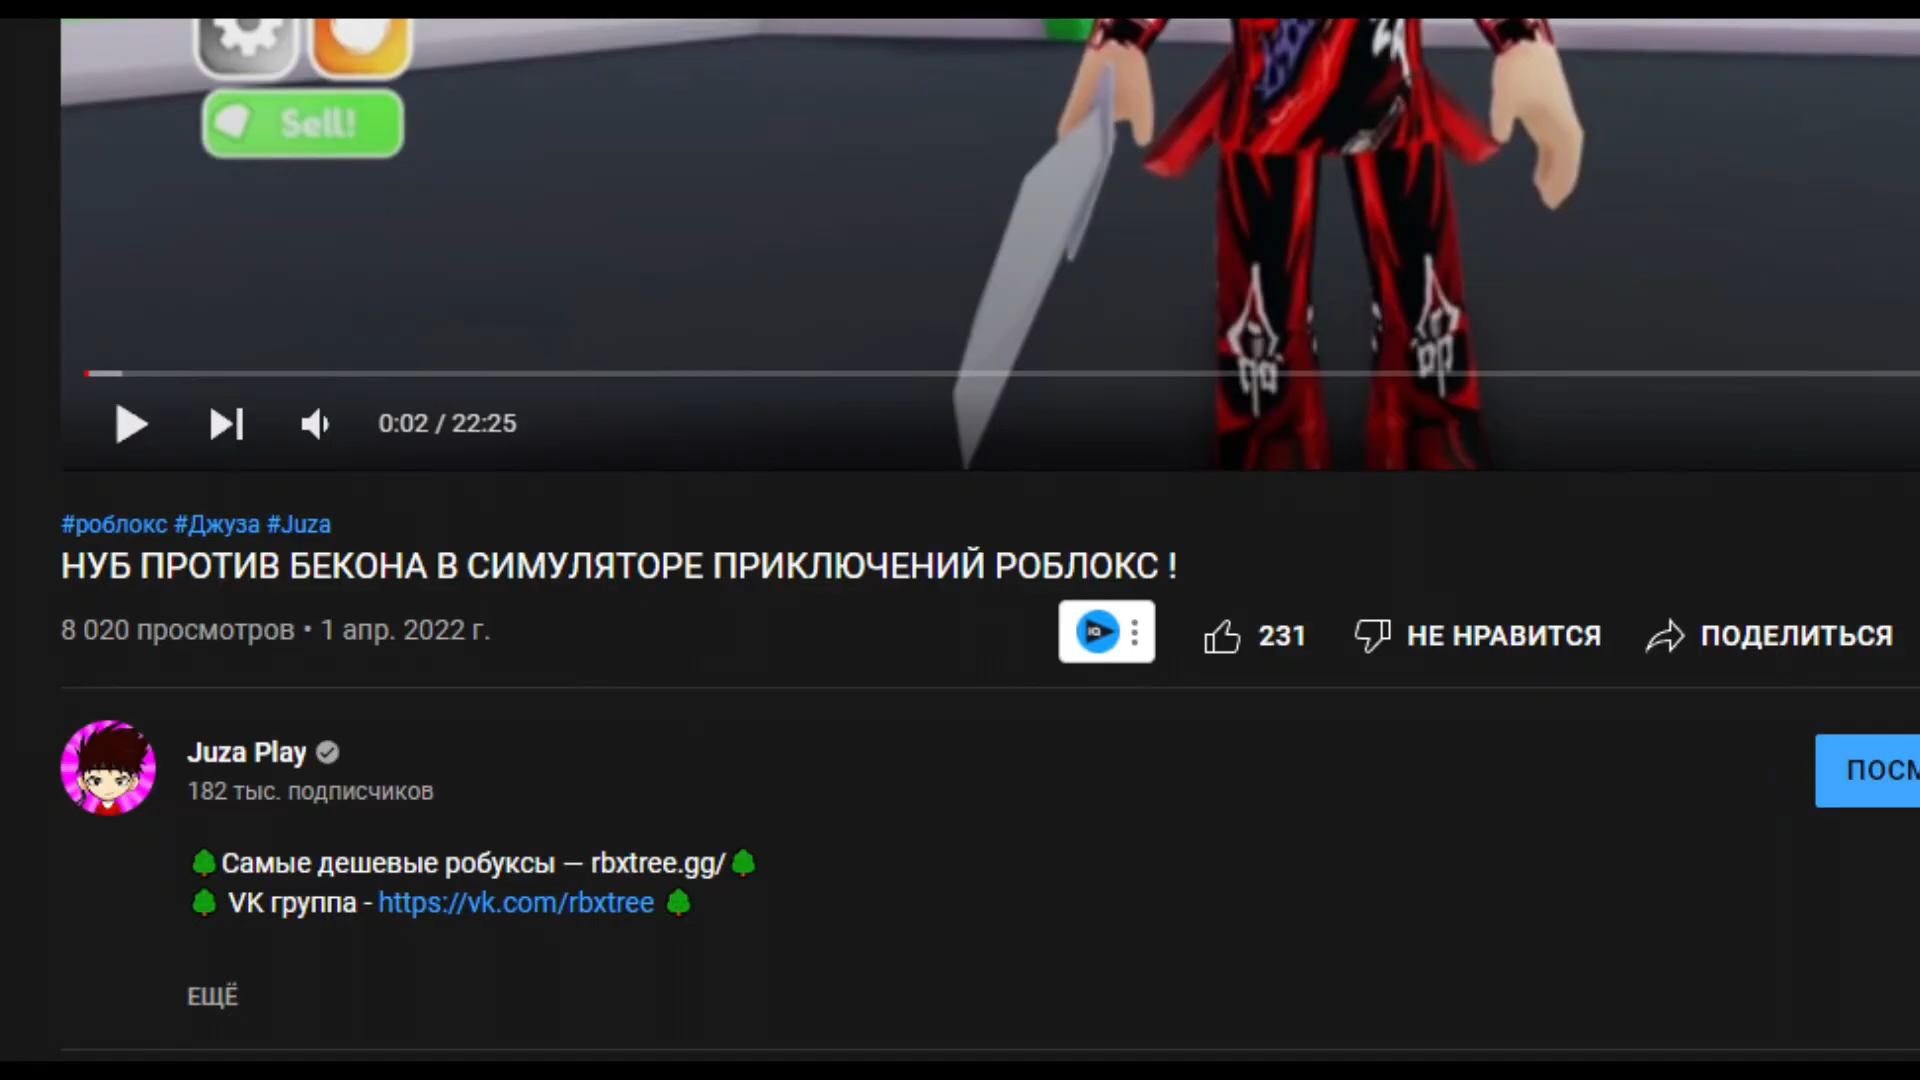 Sell!
0:02 / 22:25
#роблокс #Джуза #Juza
НУБ ПРОТИВ БЕКОНА В СИМУЛЯТОРЕ ПРИКЛЮЧЕНИЙ РОБЛОКС !
8 020 просмотров • 1 апр. 2022 г.
IQ
231 НЕ НРАВИТСЯ ПОДЕЛИТЬСЯ
Juza Play
182 тыс. подписчиков
ПОСМ
🌳Самые дешевые робуксы — rbxtree.gg/🌳
🌳 VK группа - https://vk.com/rbxtree 🌳
ЕЩЁ